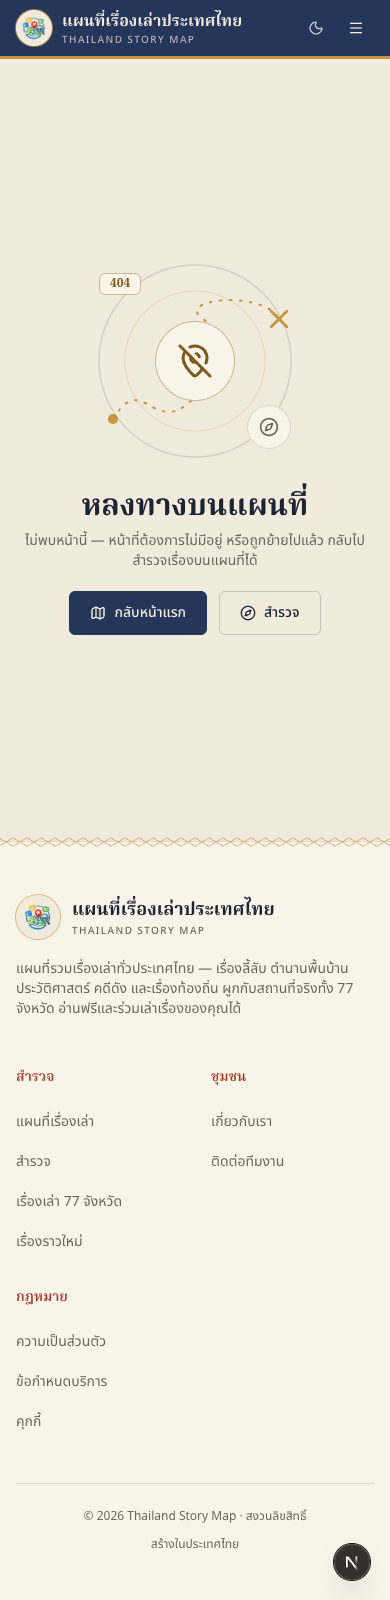 แผนที่เรื่องเล่าประเทศไทย
THAILAND STORY MAP
404
หลงทางบนแผนที่
ไม่พบหน้านี้ — หน้าที่ต้องการไม่มีอยู่ หรือถูกย้ายไปแล้ว กลับไป
สำรวจเรื่องบนแผนที่ได้
กลับหน้าแรก
สำรวจ
แผนที่เรื่องเล่าประเทศไทย
THAILAND STORY MAP
แผนที่รวมเรื่องเล่าทั่วประเทศไทย — เรื่องลี้ลับ ตำนานพื้นบ้าน
ประวัติศาสตร์ คดีดัง และเรื่องท้องถิ่น ผูกกับสถานที่จริงทั้ง 77
จังหวัด อ่านฟรีและร่วมเล่าเรื่องของคุณได้
สำรวจ
แผนที่เรื่องเล่า
สำรวจ
เรื่องเล่า 77 จังหวัด
เรื่องราวใหม่
ชุมชน
เกี่ยวกับเรา
ติดต่อทีมงาน
กฎหมาย
ความเป็นส่วนตัว
ข้อกำหนดบริการ
คุกกี้
© 2026 Thailand Story Map · สงวนลิขสิทธิ์
สร้างในประเทศไทย
N